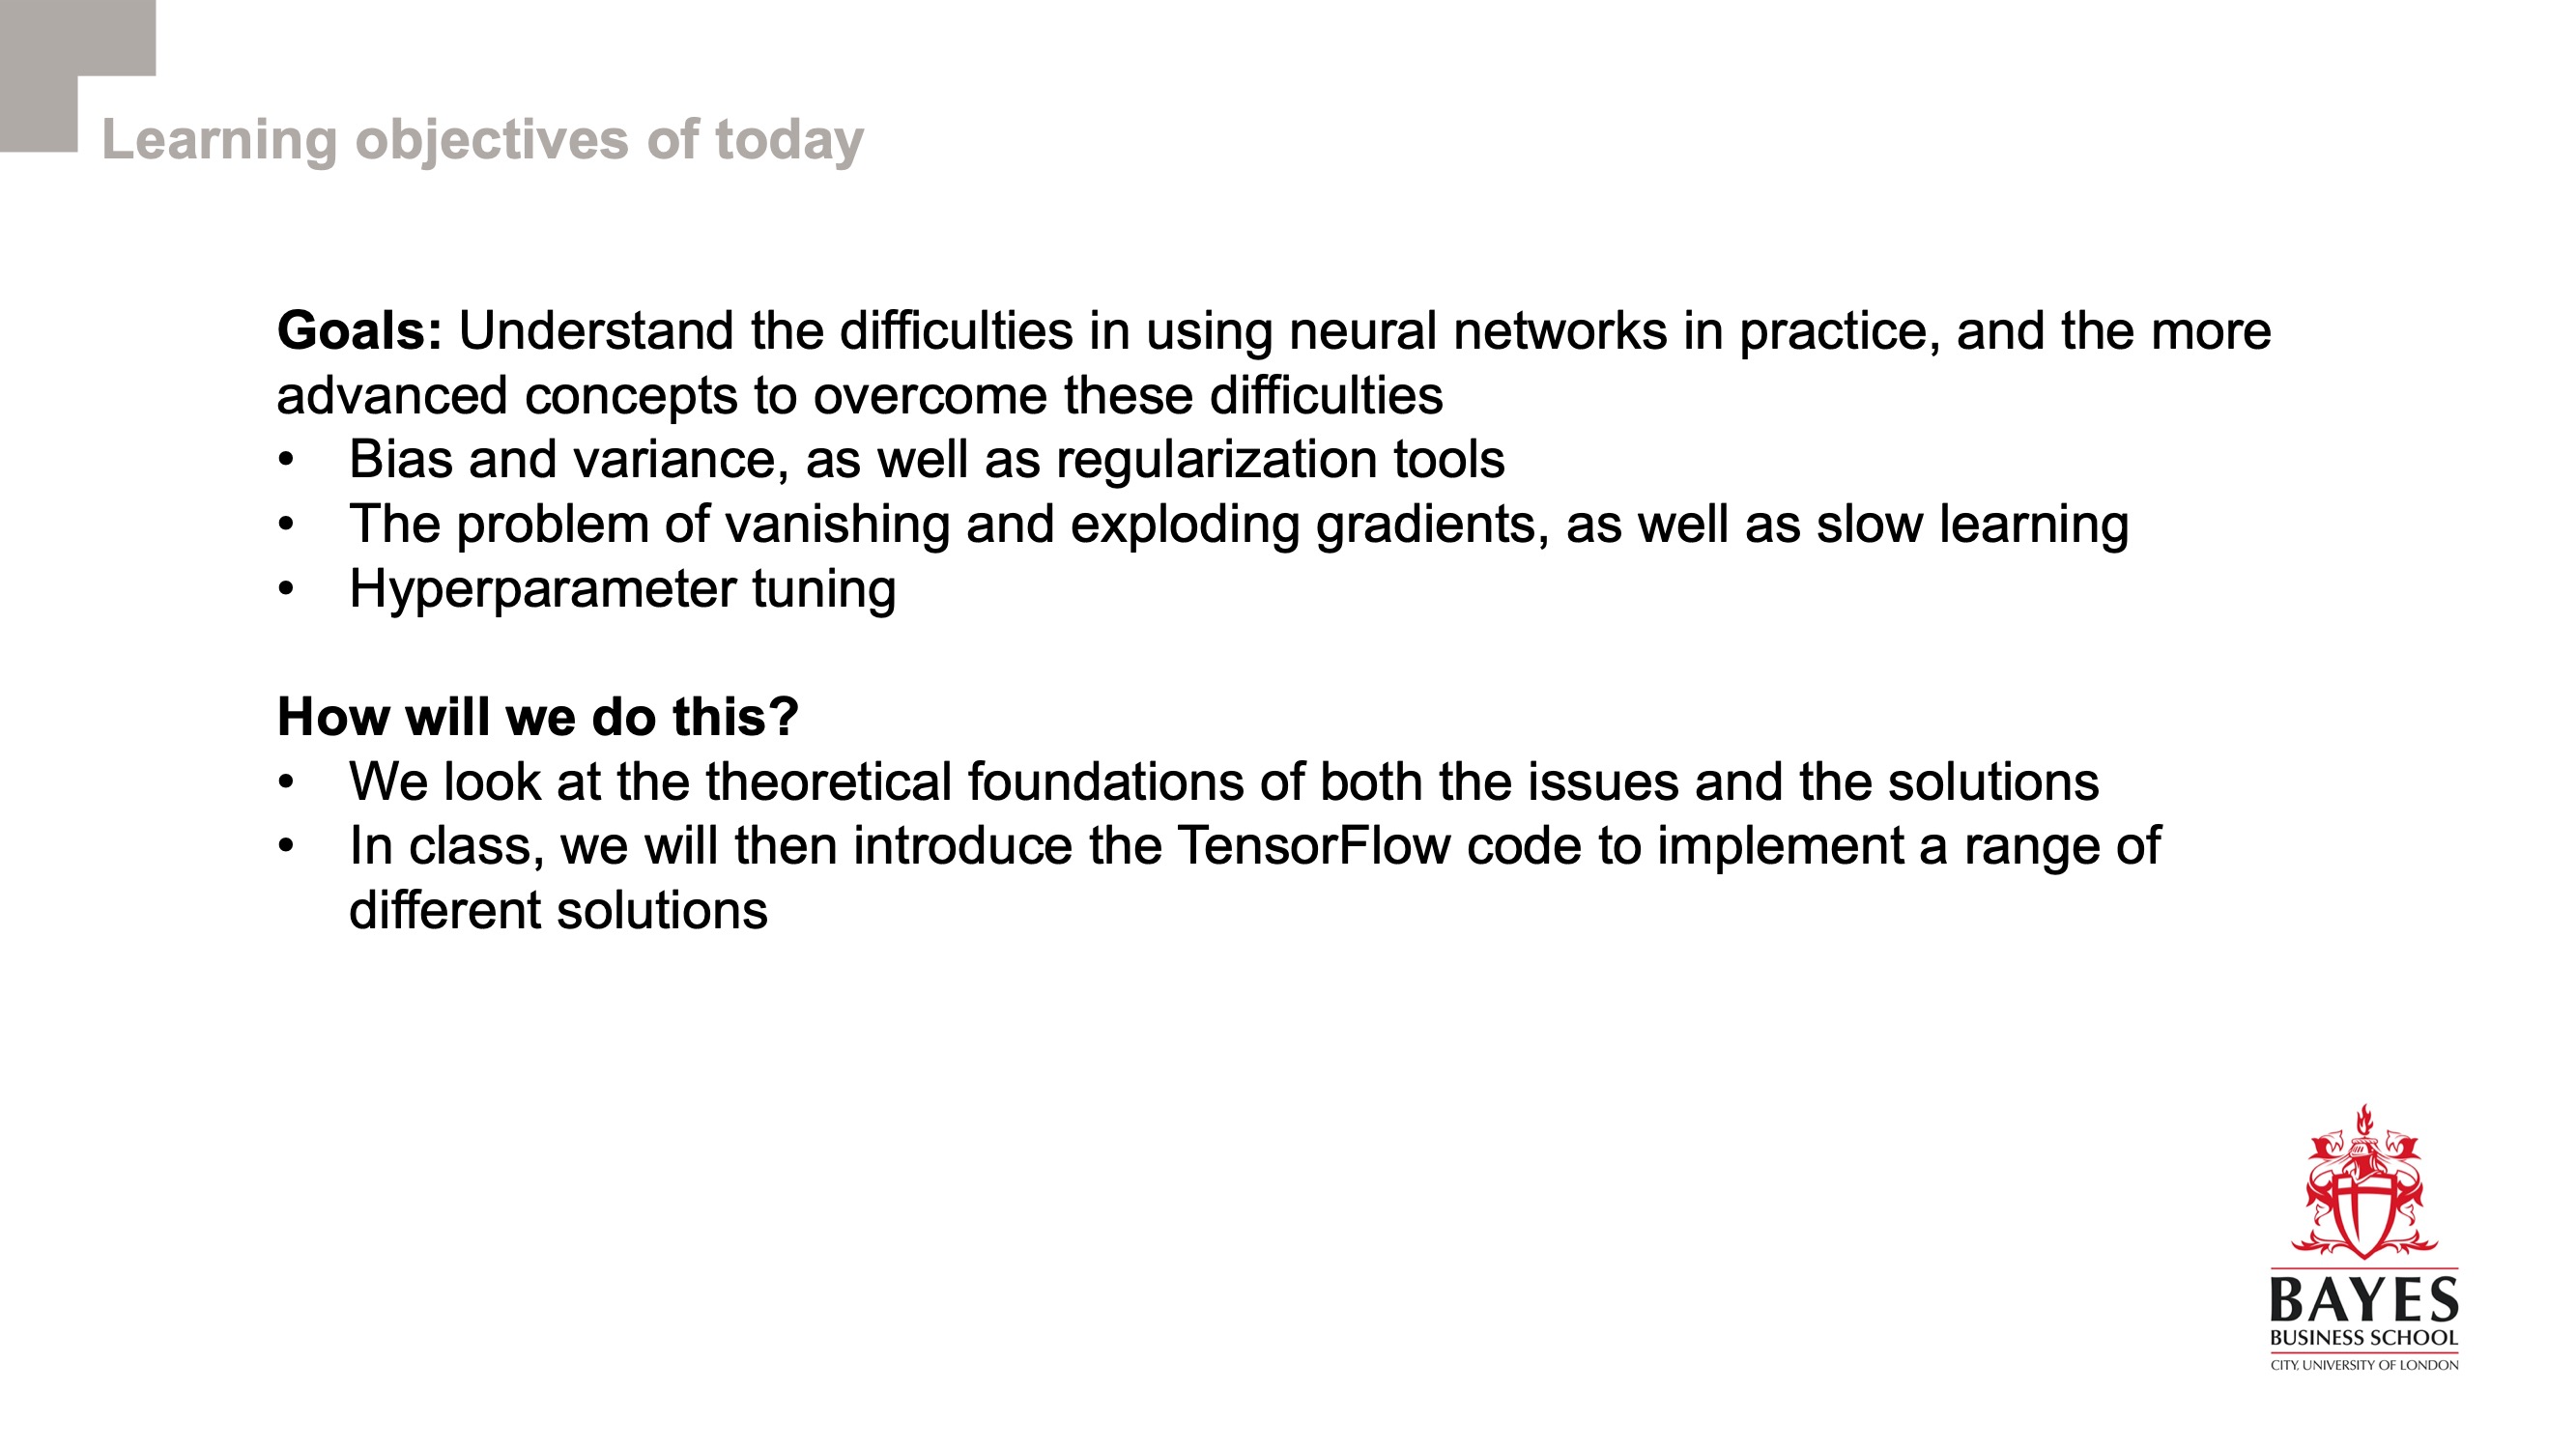 Learning objectives of today
Goals: Understand the difficulties in using neural networks in practice, and the more
advanced concepts to overcome these difficulties
• Bias and variance, as well as regularization tools
• The problem of vanishing and exploding gradients, as well as slow learning
• Hyperparameter tuning
How will we do this?
• We look at the theoretical foundations of both the issues and the solutions
• In class, we will then introduce the TensorFlow code to implement a range of
different solutions
BAYES
BUSINESS SCHOOL
CITY, UNIVERSITY OF LONDON